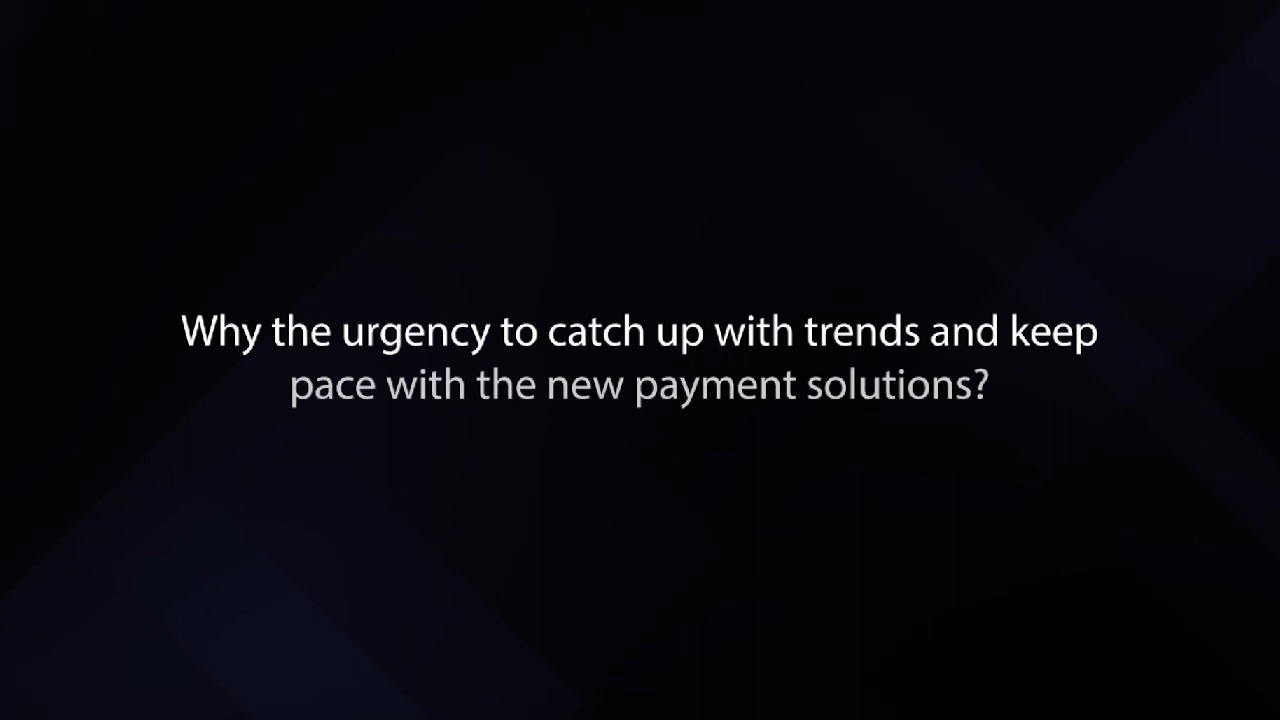 Why the urgency to catch up with trends and keep
pace with the new payment solutions?